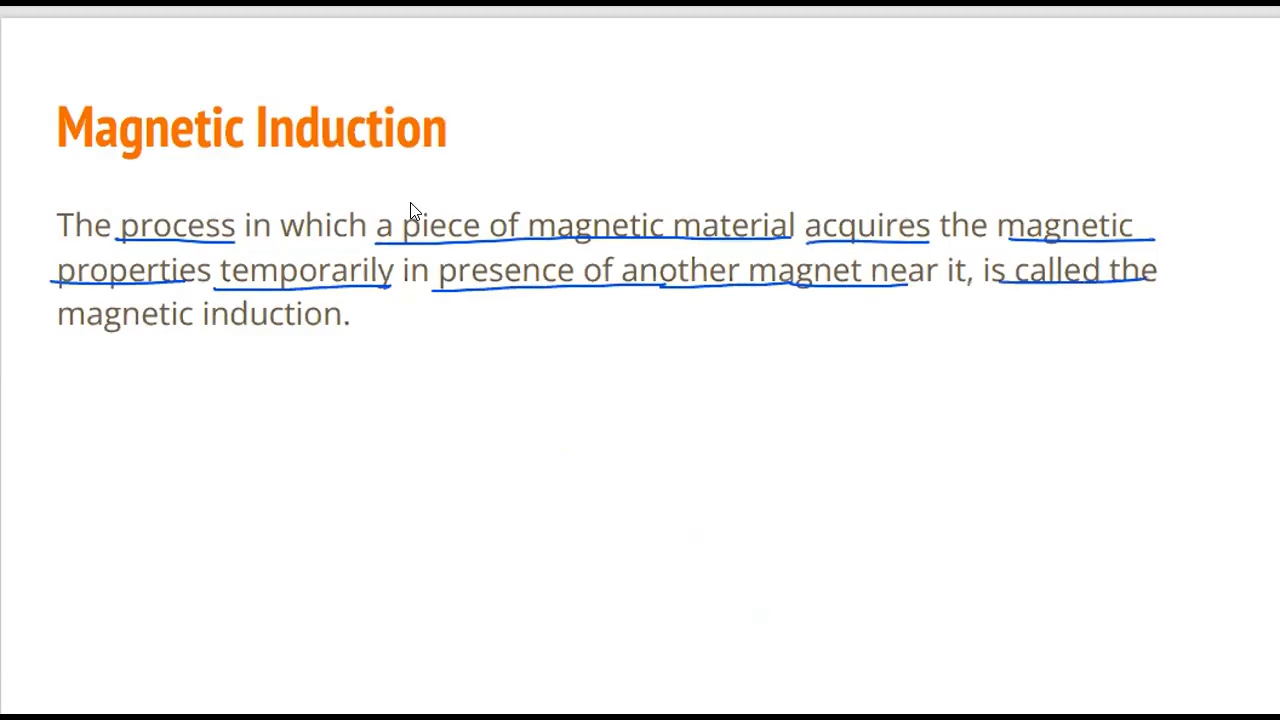 Magnetic Induction
The process in which a piece of magnetic material acquires the magnetic
properties temporarily in presence of another magnet near it, is called the
magnetic induction.